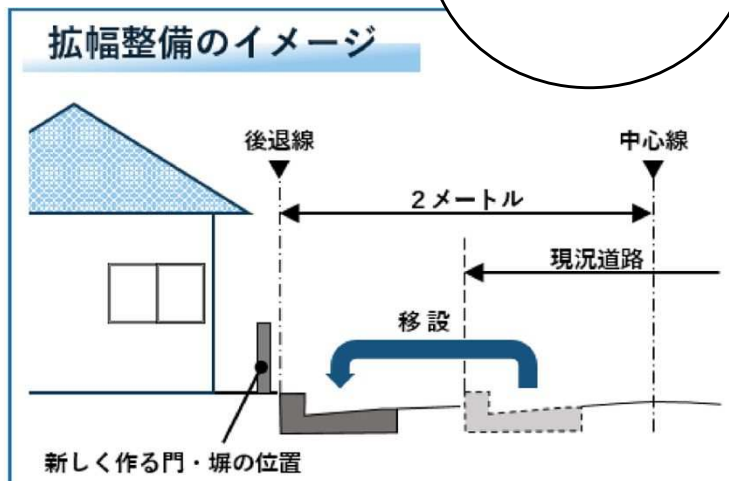 拡幅整備のイメージ
後退線
中心線
2メートル
現況道路
移設
新しく作る門・塀の位置